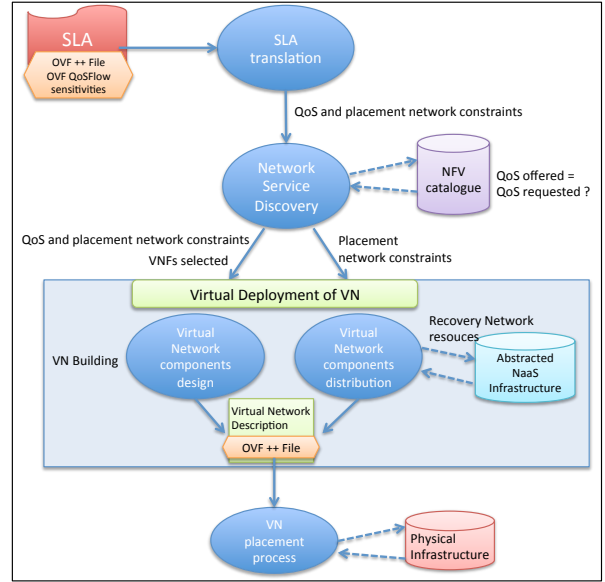 SLA
OVF ++ File
OVF QoSFlow
sensitivities
SLA
translation
QoS and placement network constraints
Network
Service
Discovery
NFV
catalogue
QoS offered =
QoS requested ?
QoS and placement network constraints
VNFs selected
Placement
network constraints
Virtual Deployment of VN
VN Building
Virtual
Network
components
design
Virtual
Network
components
distribution
Recovery Network
resouces
Abstracted
NaaS
Infrastructure
Virtual Network
Description
OVF ++ File
VN
placement
process
Physical
Infrastructure